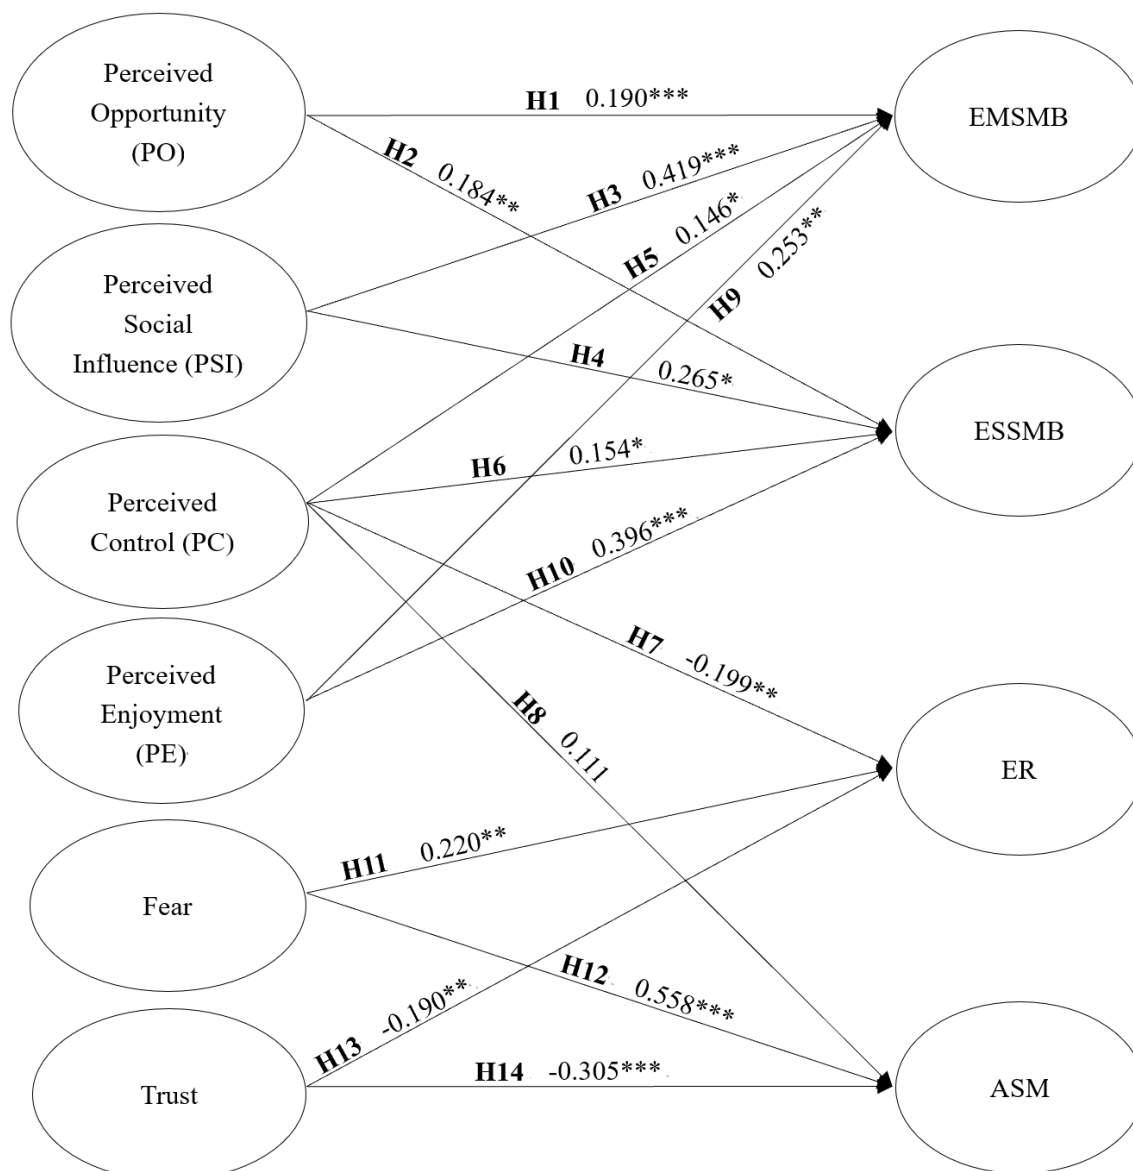 Perceived
Opportunity
(PO)
H1 0.190***
EMSMB
H2 0.184**
H3 0.419***
Perceived
Social
Influence (PSI)
H5 0.146*
H9 0.253**
H4 0.265*
ESSMB
Perceived
Control (PC)
H6 0.154*
H10 0.396***
H7 -0.199**
Perceived
Enjoyment
(PE)
H8 0.111
ER
Fear
H11 0.220**
H12 0.558***
Trust
H13 -0.190**
H14 -0.305***
ASM